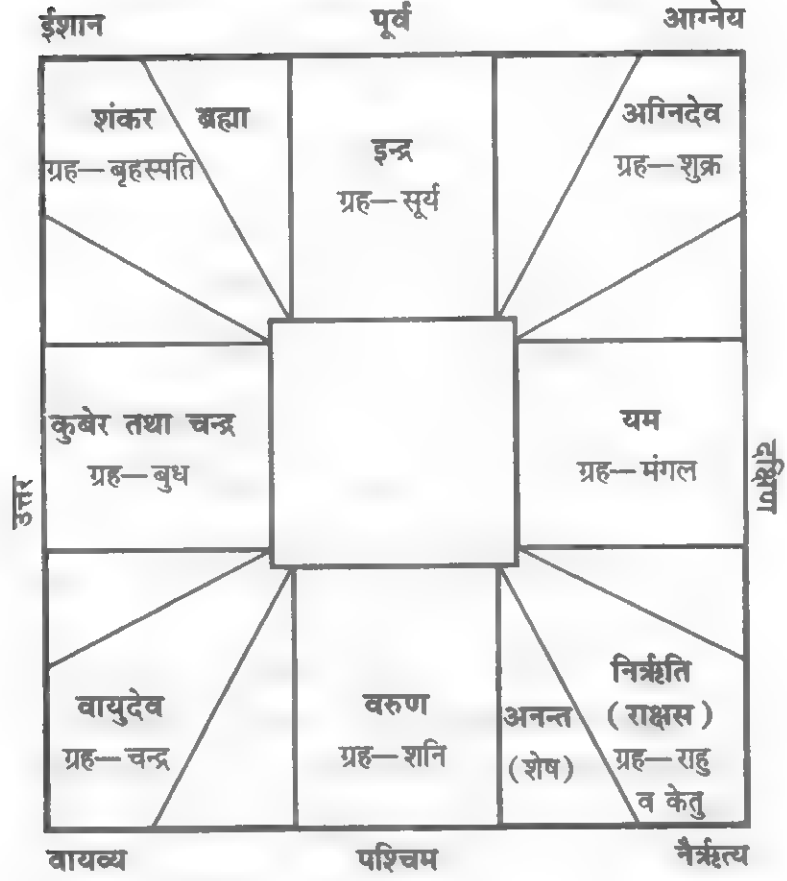 ईशान
पूर्व
आग्नेय
शंकर
ग्रह—बृहस्पति
ब्रह्मा
इन्द्र
ग्रह—सूर्य
अग्निदेव
ग्रह—शुक्र
उत्तर
कुबेर तथा चन्द्र
ग्रह—बुध
यम
ग्रह—मंगल
दक्षिण
वायुदेव
ग्रह—चन्द्र
वरुण
ग्रह—शनि
अनन्त
(शेष)
निर्ऋति
(राक्षस)
ग्रह—राहु
व केतु
वायव्य
पश्चिम
नैर्ऋत्य